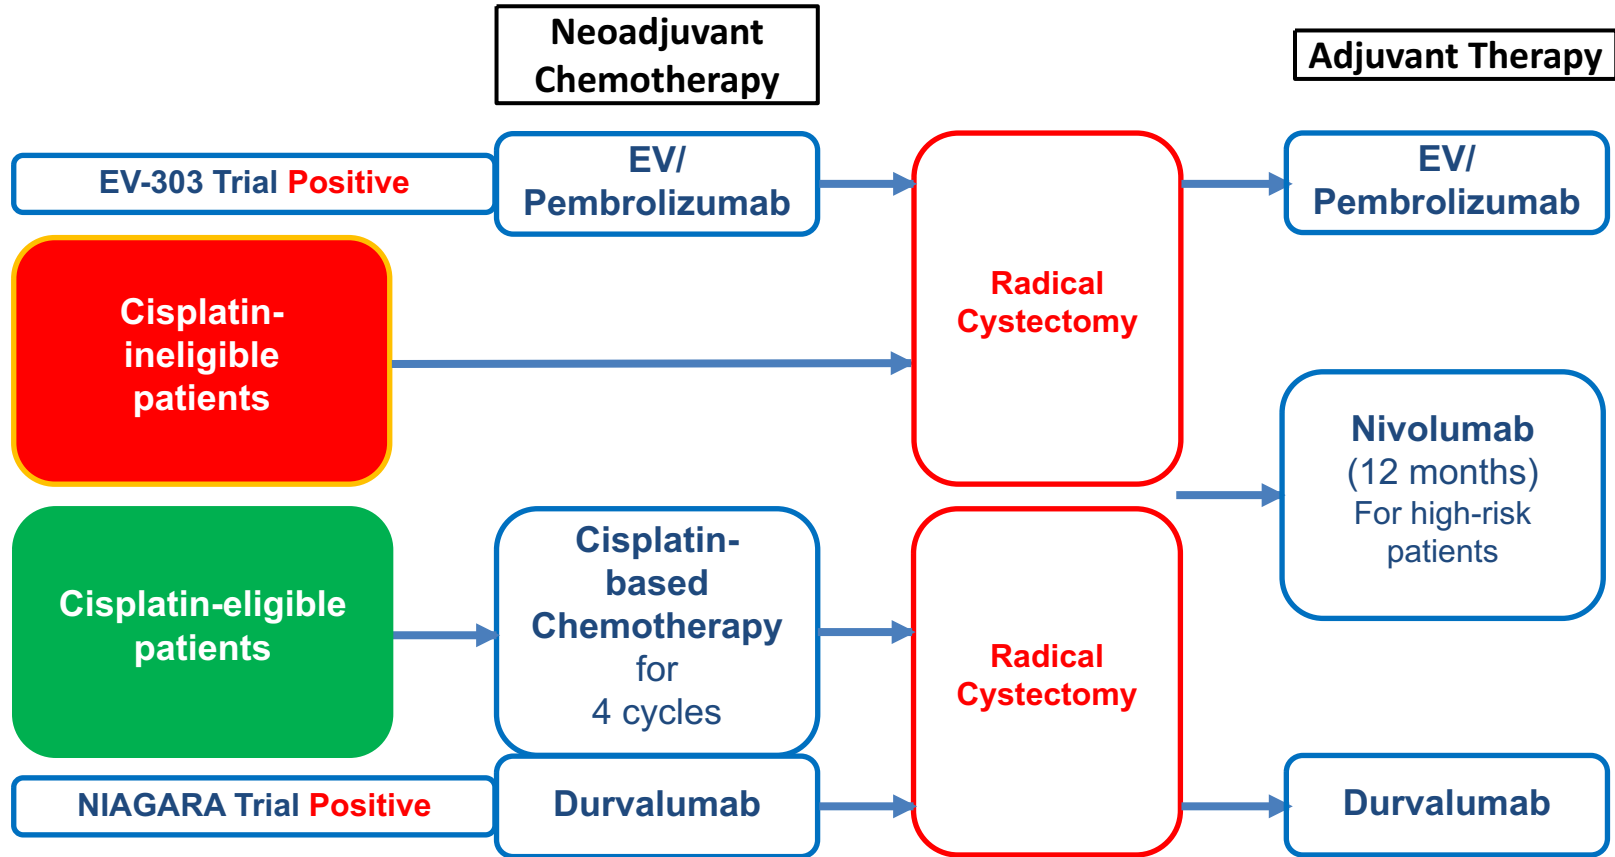 Neoadjuvant
Chemotherapy
Adjuvant Therapy
EV-303 Trial Positive
EV/
Pembrolizumab
EV/
Pembrolizumab
Cisplatin-
ineligible
patients
Radical
Cystectomy
Nivolumab
(12 months)
For high-risk
patients
Cisplatin-eligible
patients
Cisplatin-
based
Chemotherapy
for
4 cycles
Radical
Cystectomy
NIAGARA Trial Positive
Durvalumab
Durvalumab